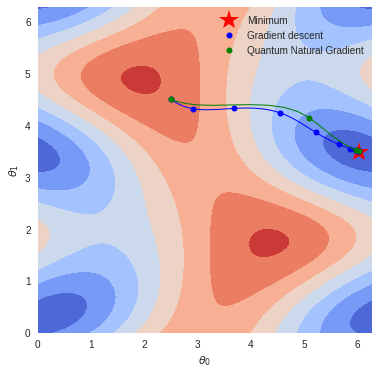 Minimum
Gradient descent
Quantum Natural Gradient
6
5
4
3
2
1
0
θ1
0 1 2 3 4 5 6
θ0